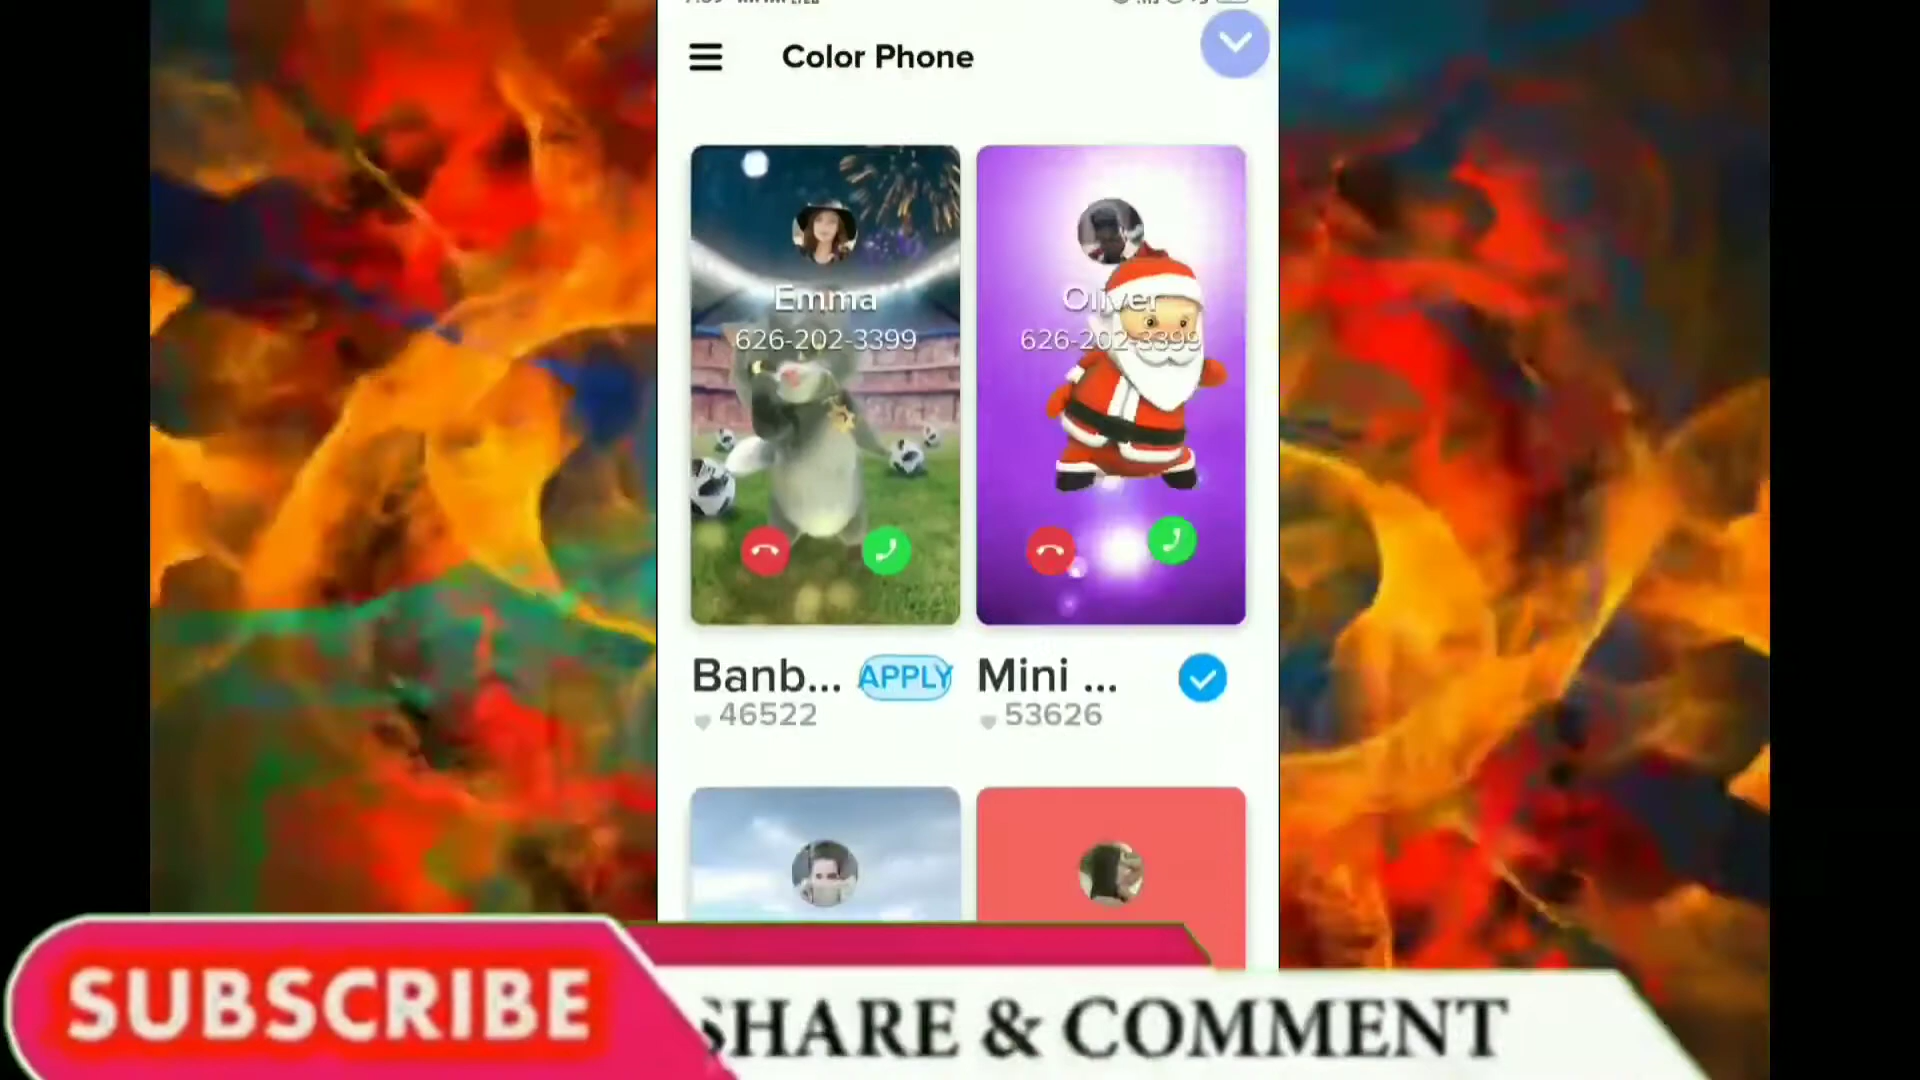 Color Phone
Emma
626-202-3399
Oliver
626-202-3399
Banb... APPLY
46522
Mini ...
53626
SUBSCRIBE
SHARE & COMMENT